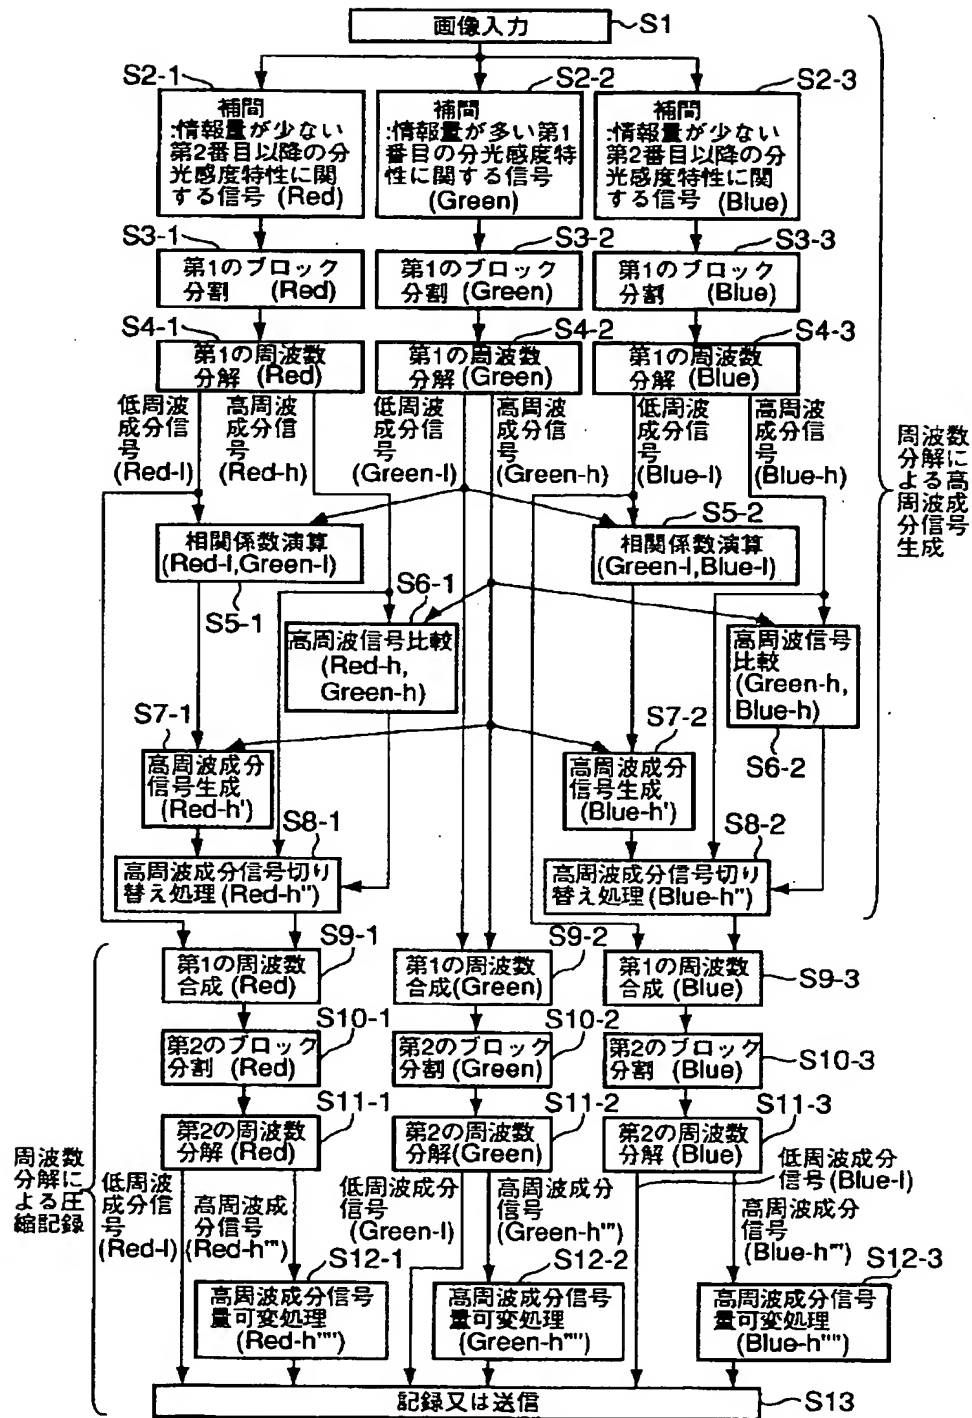 画像入力
S1
S2-1
S2-2
S2-3
補間
:情報量が少ない
第2番目以降の分
光感度特性に関
する信号 (Red)
補間
:情報量が多い第1
番目の分光感度特
性に関する信号
(Green)
補間
:情報量が少ない
第2番目以降の分
光感度特性に関
する信号 (Blue)
S3-1
S3-2
S3-3
第1のブロック
分割 (Red)
第1のブロック
分割 (Green)
第1のブロック
分割 (Blue)
S4-1
S4-2
S4-3
第1の周波数
分解 (Red)
第1の周波数
分解 (Green)
第1の周波数
分解 (Blue)
低周波
成分信
号
(Red-l)
高周波
成分信
号
(Red-h)
低周波
成分信
号
(Green-l)
高周波
成分信
号
(Green-h)
低周波
成分信
号
(Blue-l)
高周波
成分信
号
(Blue-h)
周波数
分解に
よる高
周波成
分信号
生成
相関係数演算
(Red-l,Green-l)
S5-1
S5-2
相関係数演算
(Green-l,Blue-l)
S6-1
高周波信号比較
(Red-h,
Green-h)
高周波信号
比較
(Green-h,
Blue-h)
S6-2
S7-1
高周波成分
信号生成
(Red-h')
S7-2
高周波成分
信号生成
(Blue-h')
S8-1
高周波成分信号切り
替え処理 (Red-h")
S8-2
高周波成分信号切り
替え処理 (Blue-h")
S9-1
S9-2
S9-3
第1の周波数
合成 (Red)
第1の周波数
合成(Green)
第1の周波数
合成 (Blue)
S10-1
S10-2
S10-3
第2のブロック
分割 (Red)
第2のブロック
分割 (Green)
第2のブロック
分割 (Blue)
S11-1
S11-2
S11-3
第2の周波数
分解 (Red)
第2の周波数
分解(Green)
第2の周波数
分解 (Blue)
周波数
分解に
よる圧
縮記録
低周波
成分信
号
(Red-l)
高周波成
分信号
(Red-h"')
低周波成分
信号
(Green-l)
高周波成分
信号
(Green-h"')
低周波成分
信号(Blue-l)
高周波成分
信号
(Blue-h"')
S12-1
S12-2
S12-3
高周波成分信号
量可変処理
(Red-h"")
高周波成分信号
量可変処理
(Green-h"")
高周波成分信号
量可変処理
(Blue-h"")
記録又は送信
S13